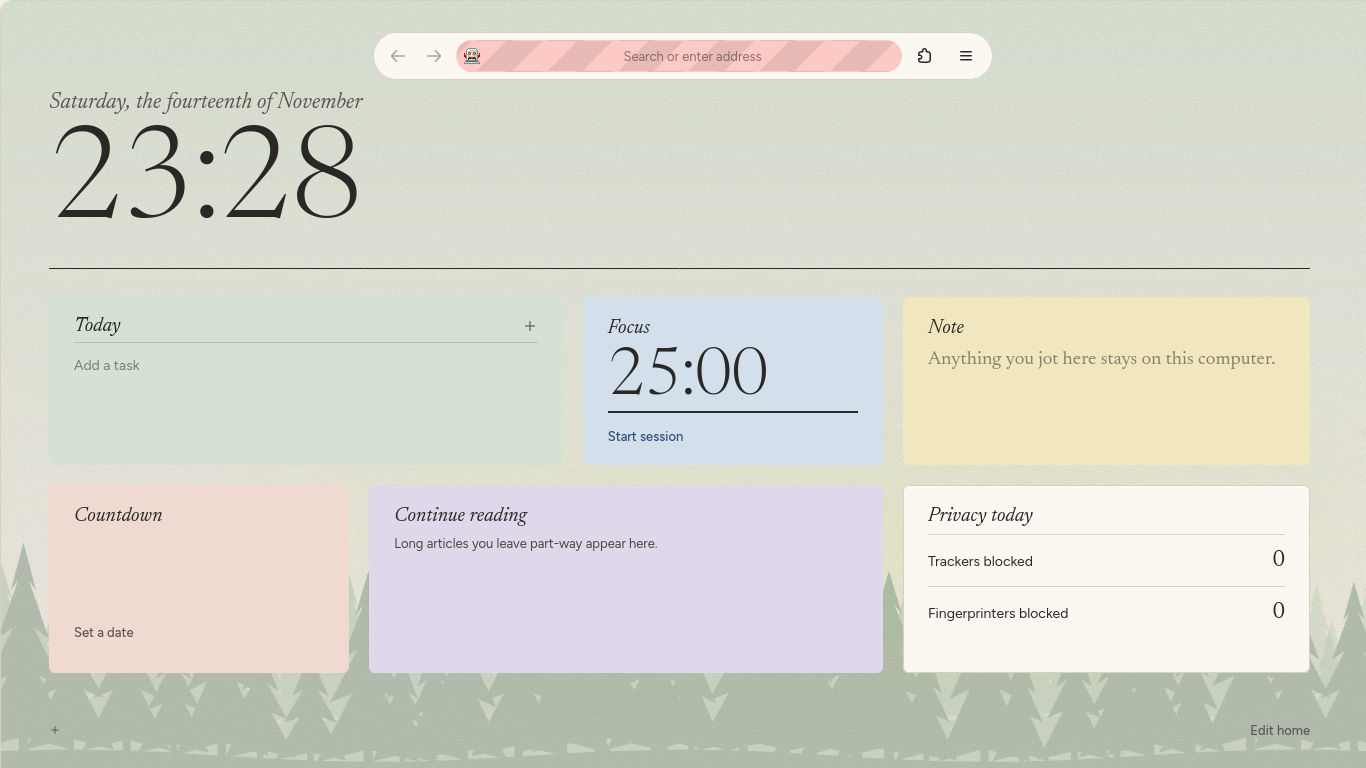 Search or enter address
Saturday, the fourteenth of November
23:28
Today
Add a task
Focus
25:00
Start session
Note
Anything you jot here stays on this computer.
Countdown
Set a date
Continue reading
Long articles you leave part-way appear here.
Privacy today
Trackers blocked 0
Fingerprinters blocked 0
Edit home